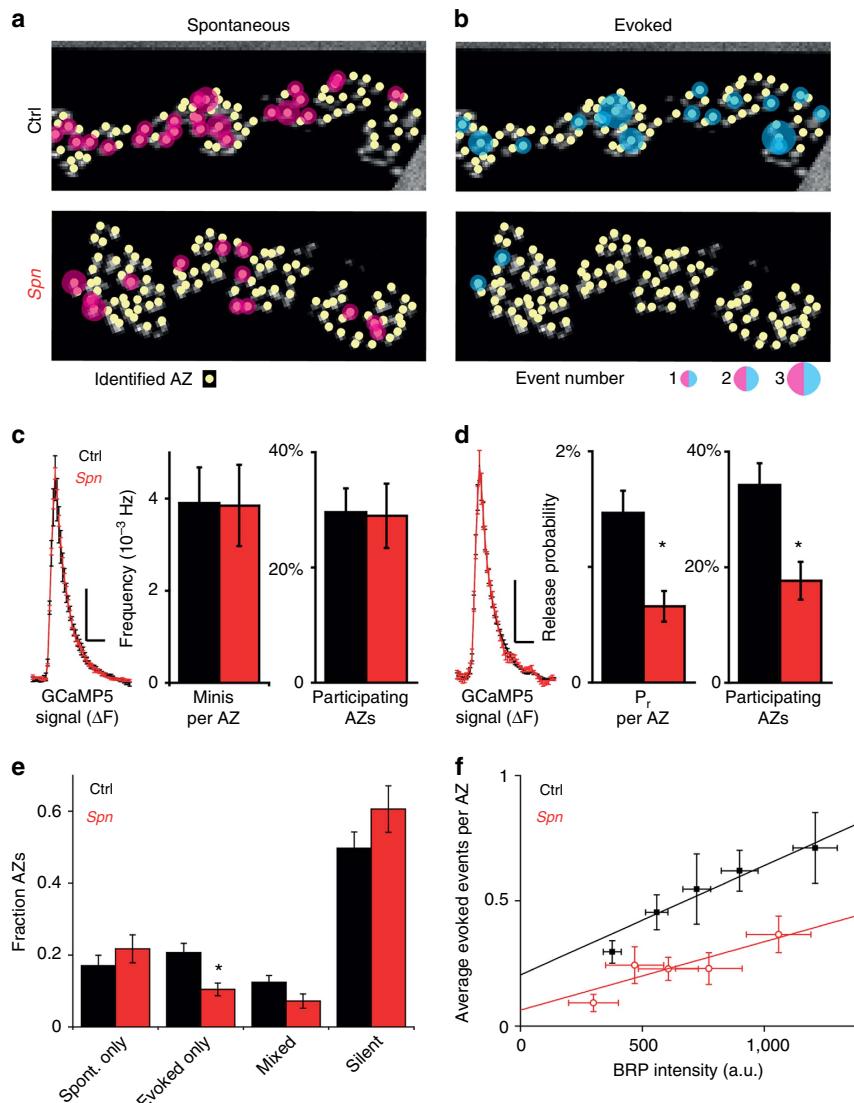 a
Spontaneous
b
Evoked
Ctrl
Spn
Identified AZ
Event number 1 2 3
c
Ctrl
Spn
GCaMP5
signal (ΔF)
Frequency (10⁻³ Hz)
4
2
0
Minis
per AZ
40%
20%
0
Participating
AZs
d
GCaMP5
signal (ΔF)
Release probability
2%
0
*
Pr
per AZ
40%
20%
0
*
Participating
AZs
e
Ctrl
Spn
Fraction AZs
0.6
0.4
0.2
0
*
Spont. only
Evoked only
Mixed
Silent
f
Ctrl
Spn
Average evoked events per AZ
1
0.5
0
0 500 1,000
BRP intensity (a.u.)